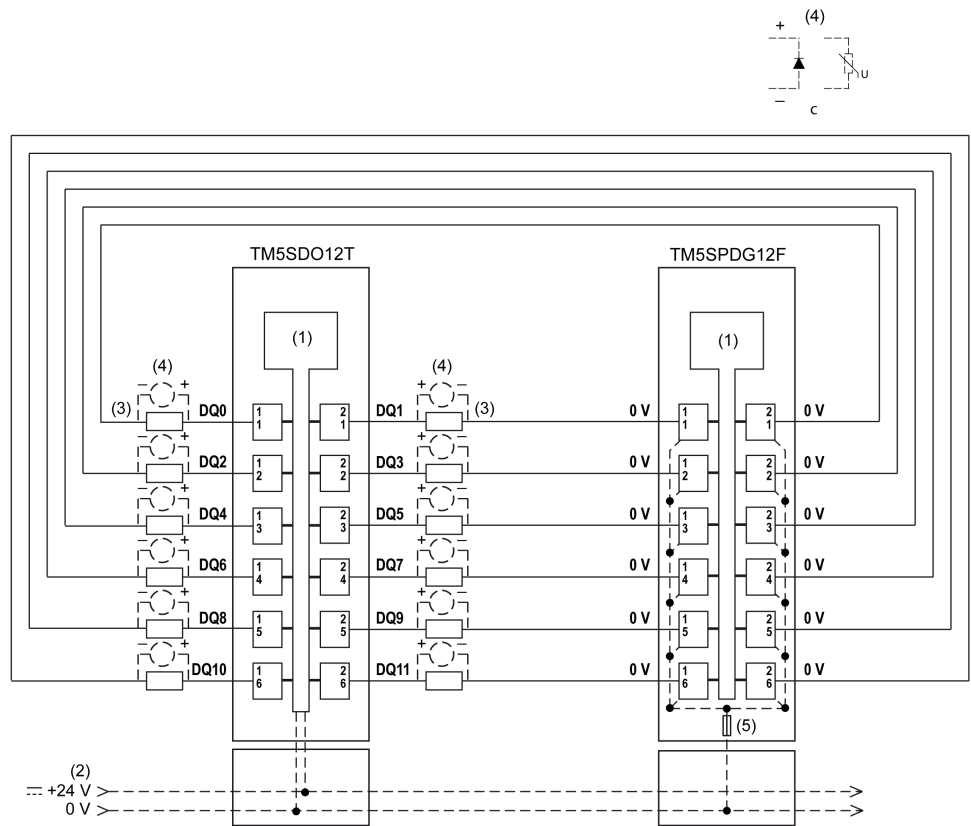 (4)
+
U
–
c
TM5SDO12T
TM5SPDG12F
(1)
(1)
(4)
(4)
– +
+ –
(3)
DQ0
1 1
2 1
DQ1
(3)
0 V
1 1
2 1
0 V
– +
+ –
DQ2
1 2
2 2
DQ3
0 V
1 2
2 2
0 V
– +
+ –
DQ4
1 3
2 3
DQ5
0 V
1 3
2 3
0 V
– +
+ –
DQ6
1 4
2 4
DQ7
0 V
1 4
2 4
0 V
– +
+ –
DQ8
1 5
2 5
DQ9
0 V
1 5
2 5
0 V
– +
+ –
DQ10
1 6
2 6
DQ11
0 V
1 6
2 6
0 V
(5)
(2)
+24 V
0 V